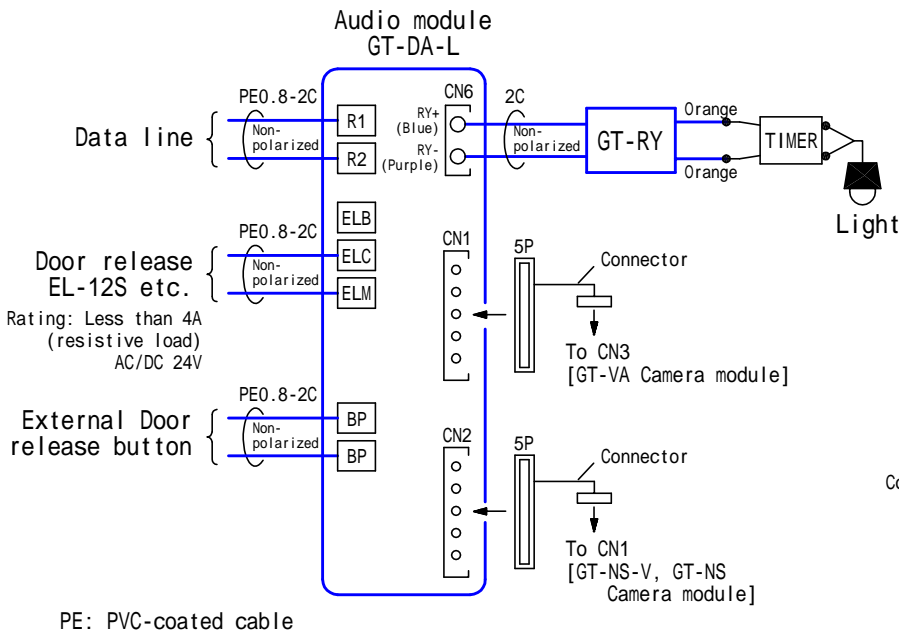 Audio module
GT-DA-L
PE0.8-2C
Data line
Non-
polarized
R1
R2
CN6
RY+
(Blue)
RY-
(Purple)
2C
Non-
polarized
GT-RY
Orange
Orange
TIMER
Light
ELB
PE0.8-2C
Door release
EL-12S etc.
Non-
polarized
ELC
ELM
Rating: Less than 4A
(resistive load)
AC/DC 24V
CN1
5P
Connector
To CN3
[GT-VA Camera module]
PE0.8-2C
External Door
release button
Non-
polarized
BP
BP
CN2
5P
Connector
To CN1
[GT-NS-V, GT-NS
Camera module]
Co
PE: PVC-coated cable